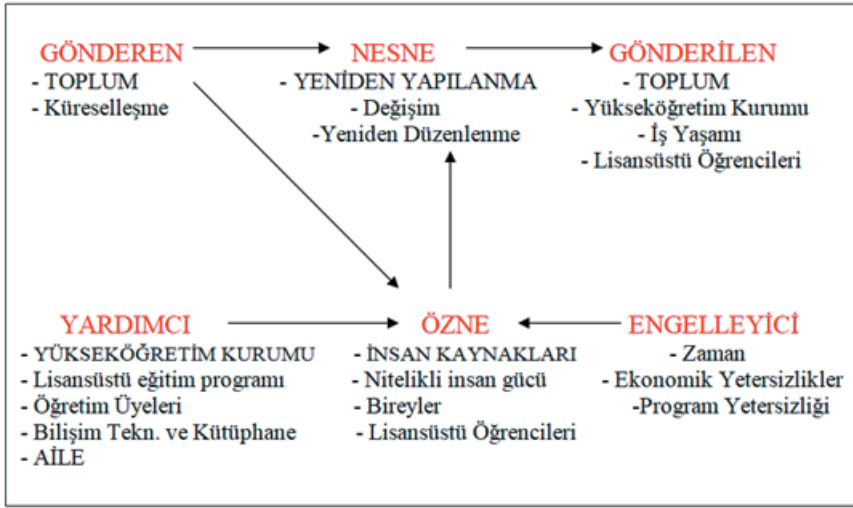 GÖNDEREN
- TOPLUM
- Küreselleşme
NESNE
- YENİDEN YAPILANMA
- Değişim
-Yeniden Düzenlenme
GÖNDERİLEN
- TOPLUM
- Yükseköğretim Kurumu
- İş Yaşamı
- Lisansüstü Öğrencileri
YARDIMCI
- YÜKSEKÖĞRETİM KURUMU
- Lisansüstü eğitim programı
- Öğretim Üyeleri
- Bilişim Tekn. ve Kütüphane
- AİLE
ÖZNE
- İNSAN KAYNAKLARI
- Nitelikli insan gücü
- Bireyler
- Lisansüstü Öğrencileri
ENGELLEYİCİ
- Zaman
- Ekonomik Yetersizlikler
-Program Yetersizliği